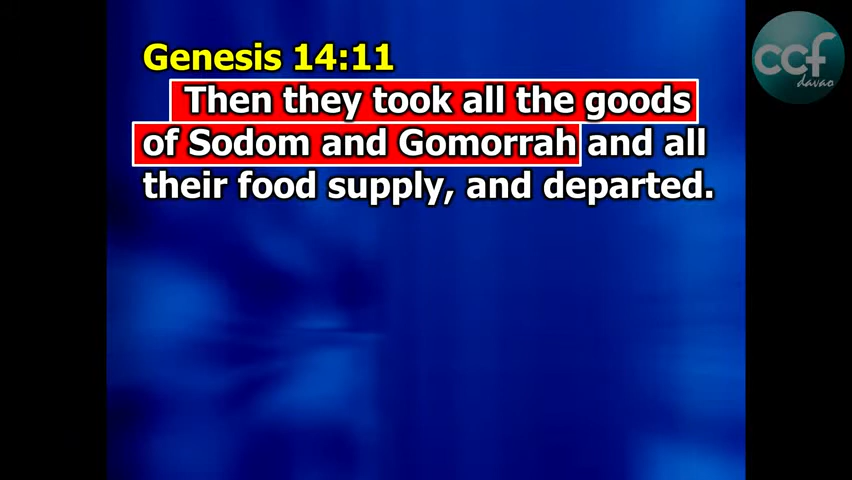 Genesis 14:11
Then they took all the goods
of Sodom and Gomorrah and all
their food supply, and departed.
ccf
davao